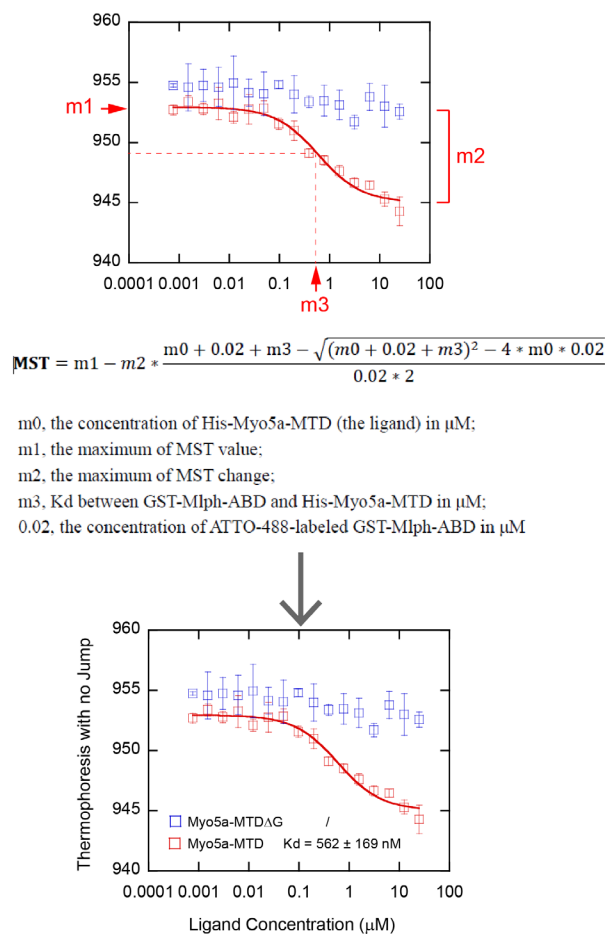 960
955
m1
950
m2
945
940
0.0001 0.001 0.01 0.1 1 10 100
m3
MST = m1 − m2 * (m0 + 0.02 + m3 − √((m0 + 0.02 + m3)² − 4 * m0 * 0.02)) / (0.02 * 2)
m0, the concentration of His-Myo5a-MTD (the ligand) in μM;
m1, the maximum of MST value;
m2, the maximum of MST change;
m3, Kd between GST-Mlph-ABD and His-Myo5a-MTD in μM;
0.02, the concentration of ATTO-488-labeled GST-Mlph-ABD in μM
960
955
950
945
940
Thermophoresis with no Jump
Myo5a-MTDΔG /
Myo5a-MTD Kd = 562 ± 169 nM
0.0001 0.001 0.01 0.1 1 10 100
Ligand Concentration (μM)